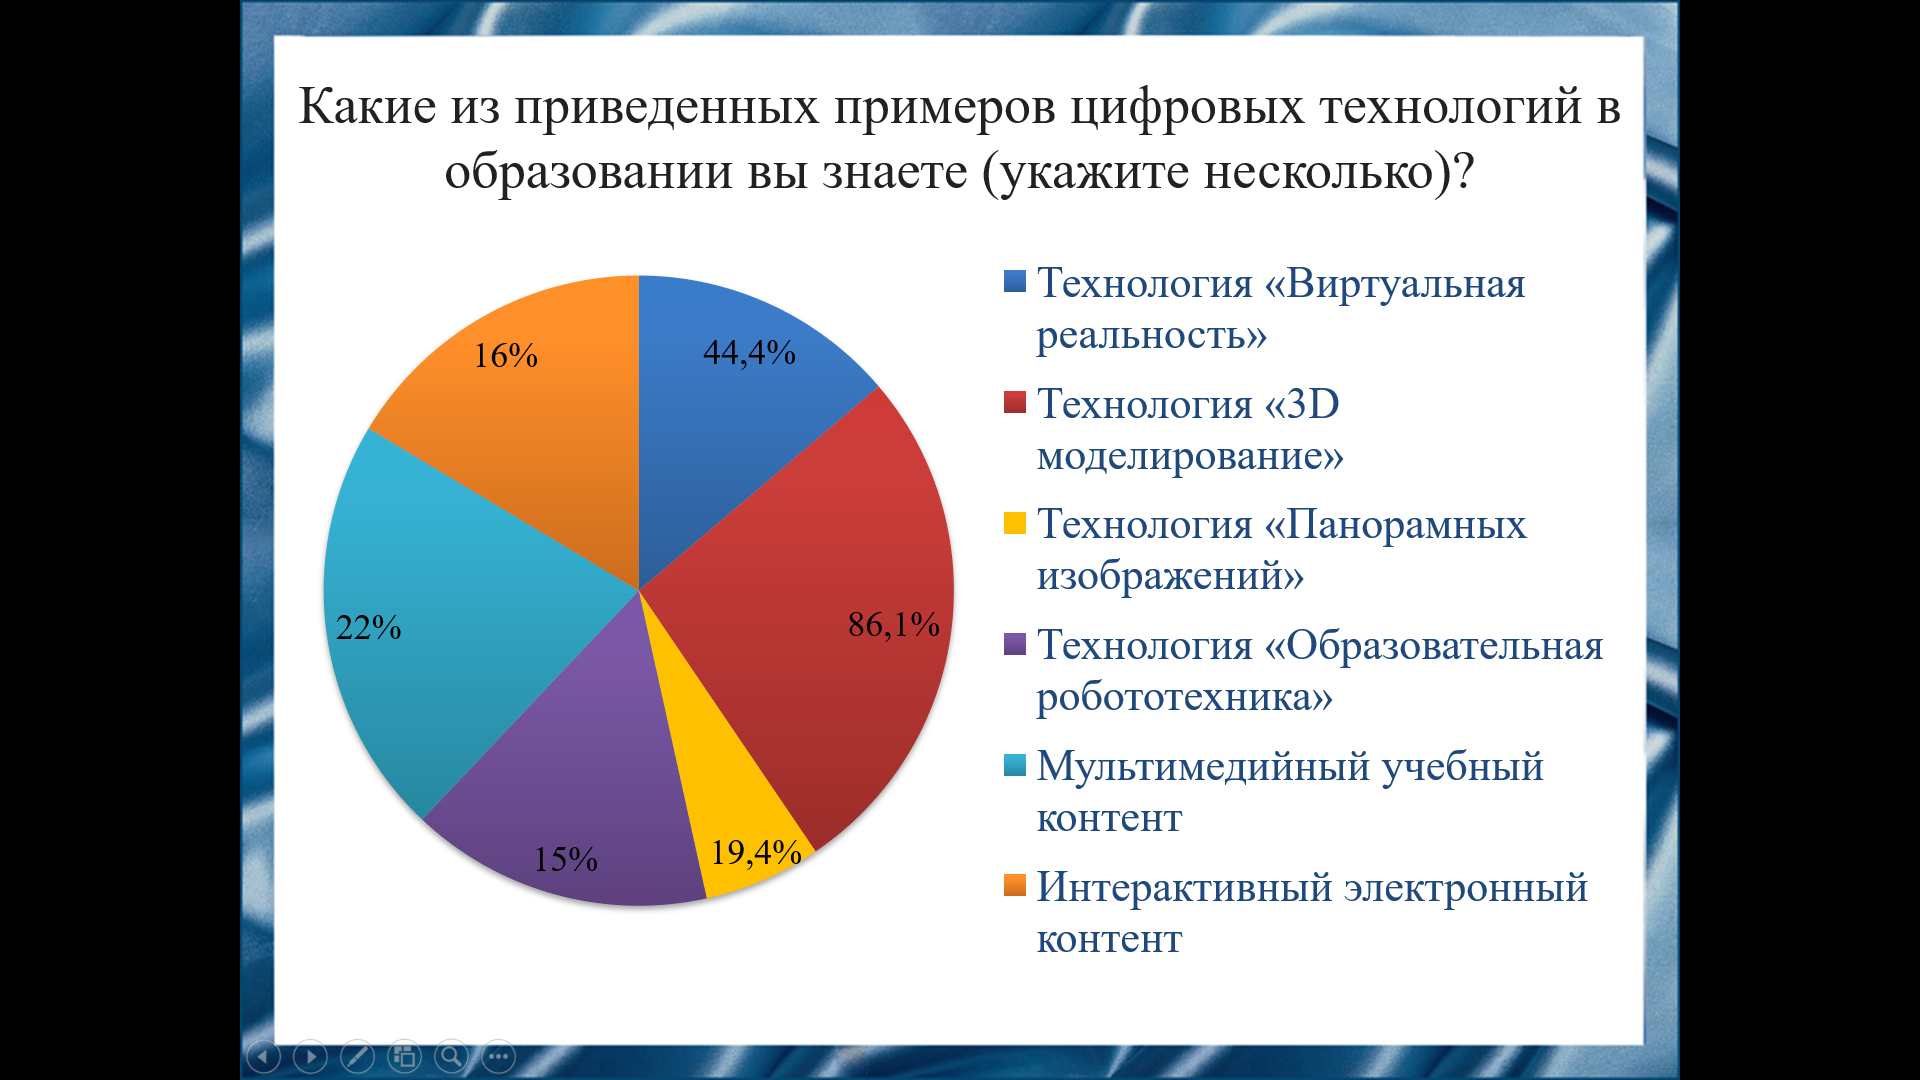 Какие из приведенных примеров цифровых технологий в
образовании вы знаете (укажите несколько)?
16%
44,4%
86,1%
22%
15%
19,4%
Технология «Виртуальная
реальность»
Технология «3D
моделирование»
Технология «Панорамных
изображений»
Технология «Образовательная
робототехника»
Мультимедийный учебный
контент
Интерактивный электронный
контент